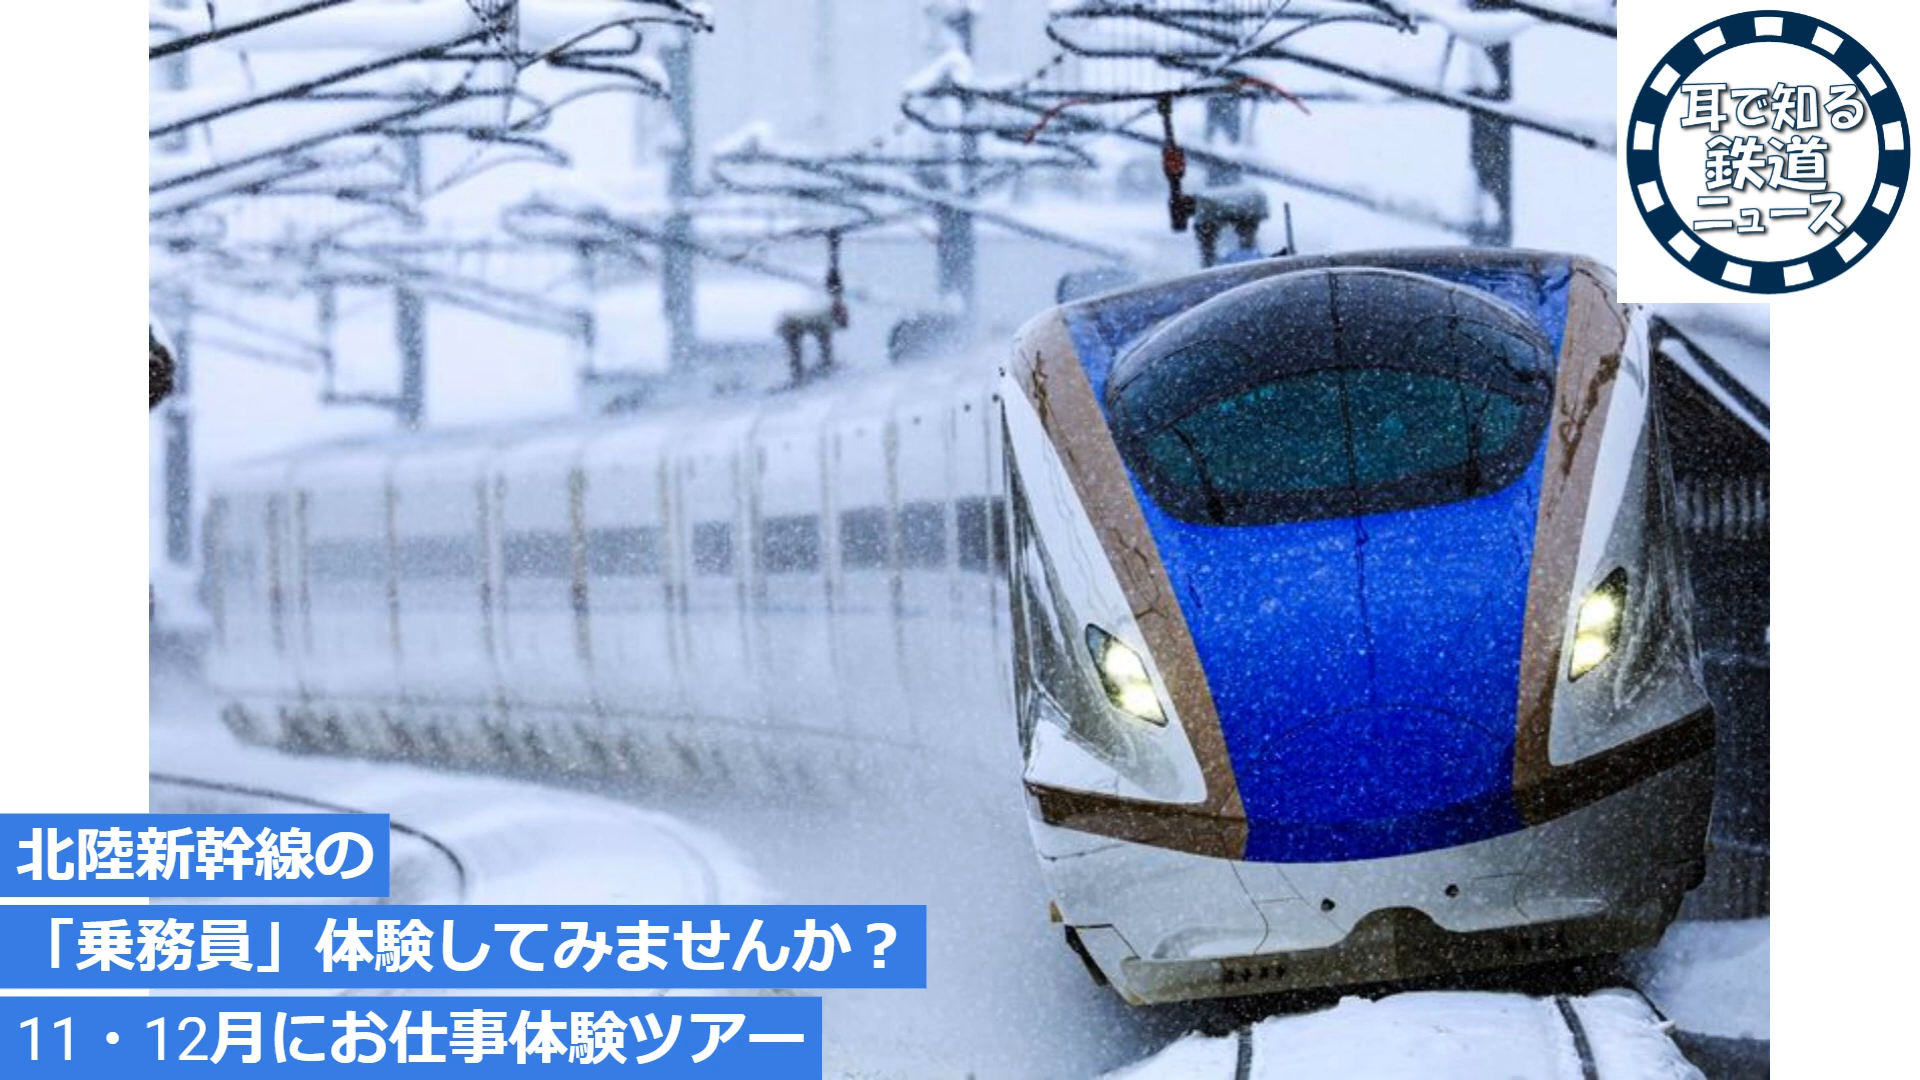 耳で知る
鉄道
ニュース
北陸新幹線の
「乗務員」体験してみませんか？
11・12月にお仕事体験ツアー